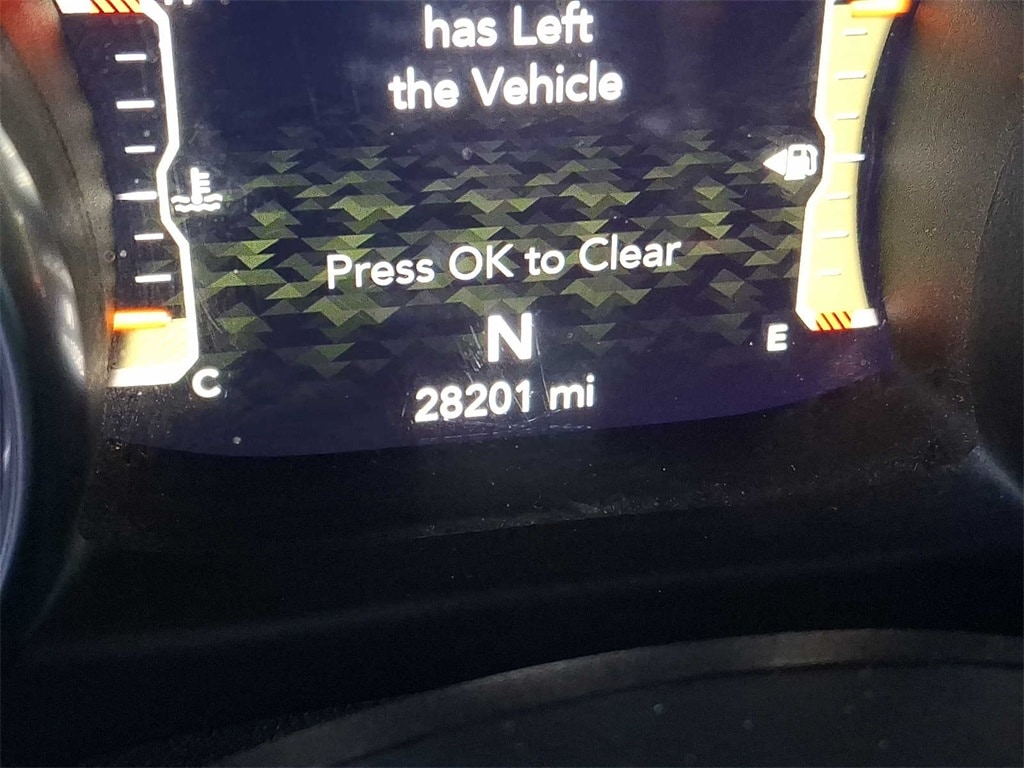 has Left
the Vehicle
Press OK to Clear
N
E
C
28201 mi